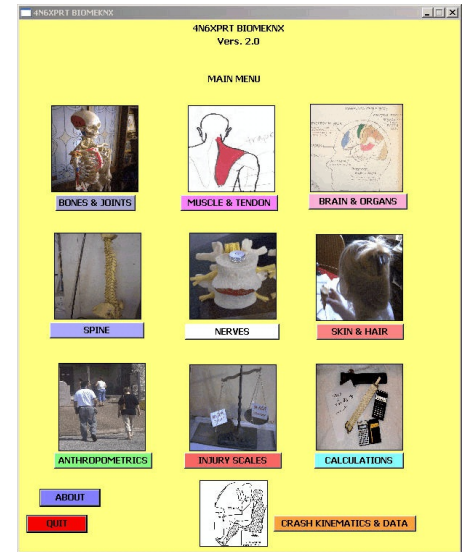 4N6XPRT BIOMEKNX
4N6XPRT BIOMEKNX
Vers. 2.0
MAIN MENU
BONES & JOINTS
MUSCLE & TENDON
BRAIN & ORGANS
SPINE
NERVES
SKIN & HAIR
ANTHROPOMETRICS
INJURY SCALES
CALCULATIONS
ABOUT
QUIT
CRASH KINEMATICS & DATA